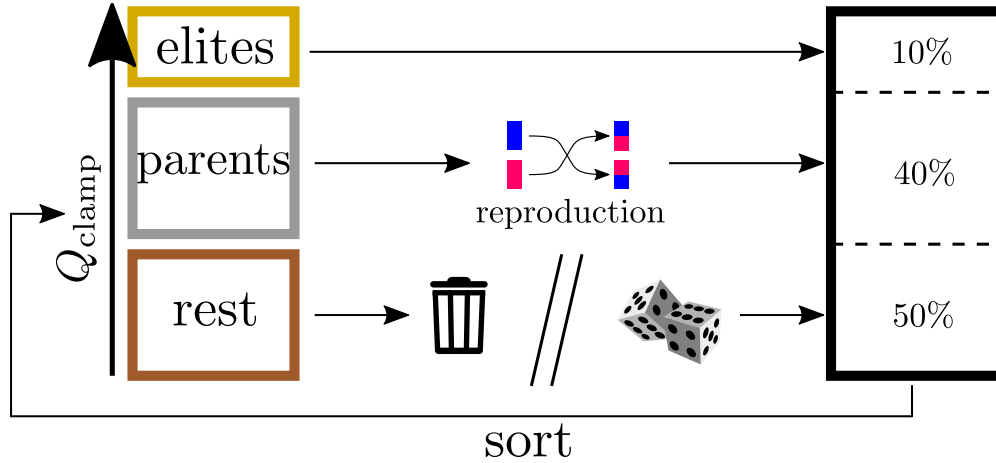 elites
10%
parents
40%
reproduction
Q_clamp
rest
50%
sort